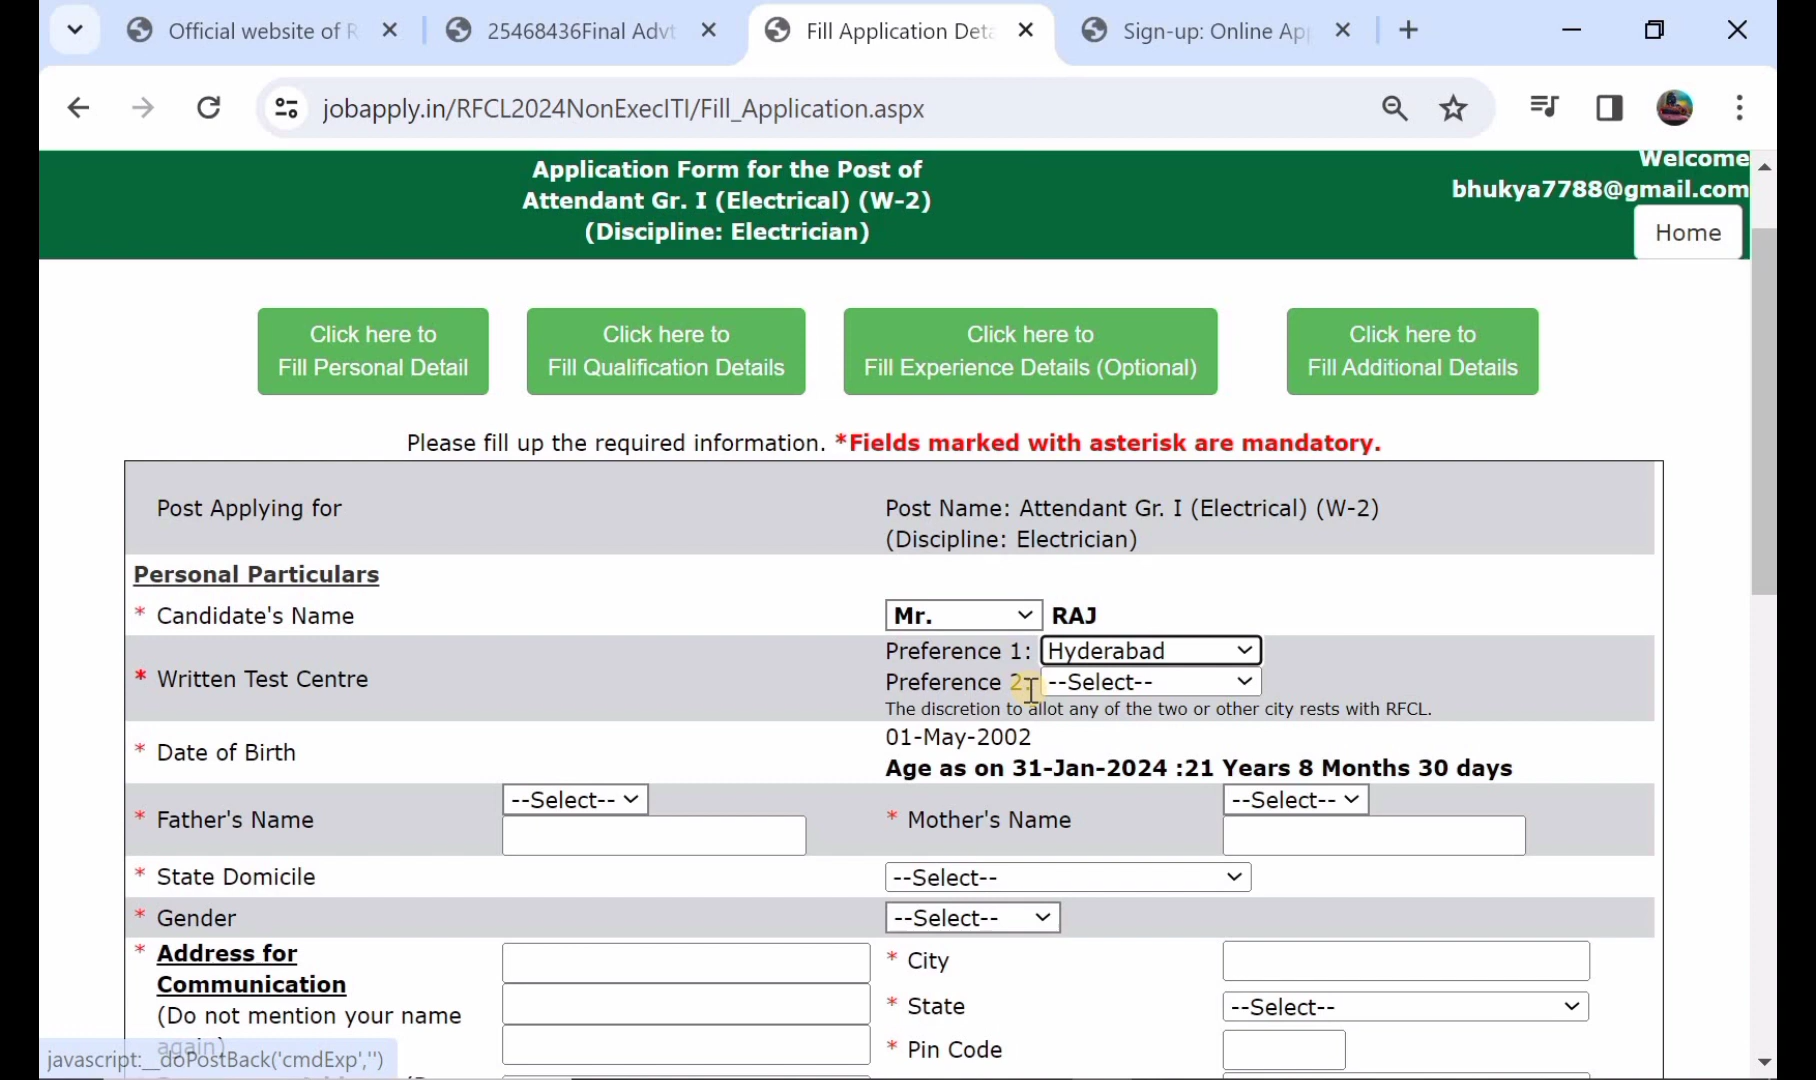 Official website of R
25468436Final Advt
Fill Application Deta
Sign-up: Online App
jobapply.in/RFCL2024NonExecITI/Fill_Application.aspx
Application Form for the Post of
Attendant Gr. I (Electrical) (W-2)
(Discipline: Electrician)
Welcome
bhukya7788@gmail.com
Home
Click here to
Fill Personal Detail
Click here to
Fill Qualification Details
Click here to
Fill Experience Details (Optional)
Click here to
Fill Additional Details
Please fill up the required information. *Fields marked with asterisk are mandatory.
Post Applying for
Post Name: Attendant Gr. I (Electrical) (W-2)
(Discipline: Electrician)
Personal Particulars
* Candidate's Name
Mr.
RAJ
* Written Test Centre
Preference 1: Hyderabad
Preference 2: --Select--
The discretion to allot any of the two or other city rests with RFCL.
* Date of Birth
01-May-2002
Age as on 31-Jan-2024 :21 Years 8 Months 30 days
* Father's Name
--Select--
* Mother's Name
--Select--
* State Domicile
--Select--
* Gender
--Select--
* Address for
Communication
(Do not mention your name
again)
* City
* State
--Select--
* Pin Code
javascript:__doPostBack('cmdExp','')